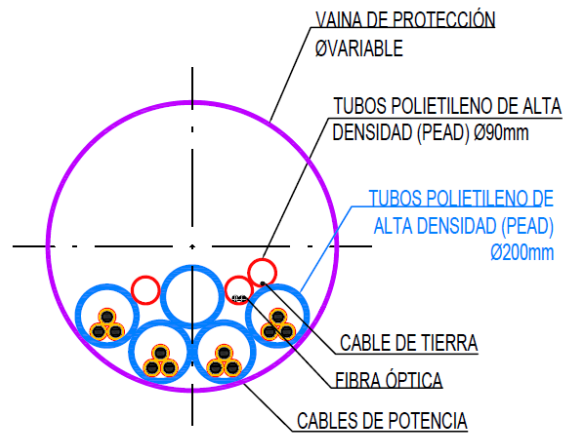 VAINA DE PROTECCIÓN
ØVARIABLE
TUBOS POLIETILENO DE ALTA
DENSIDAD (PEAD) Ø90mm
TUBOS POLIETILENO DE
ALTA DENSIDAD (PEAD)
Ø200mm
CABLE DE TIERRA
FIBRA ÓPTICA
CABLES DE POTENCIA